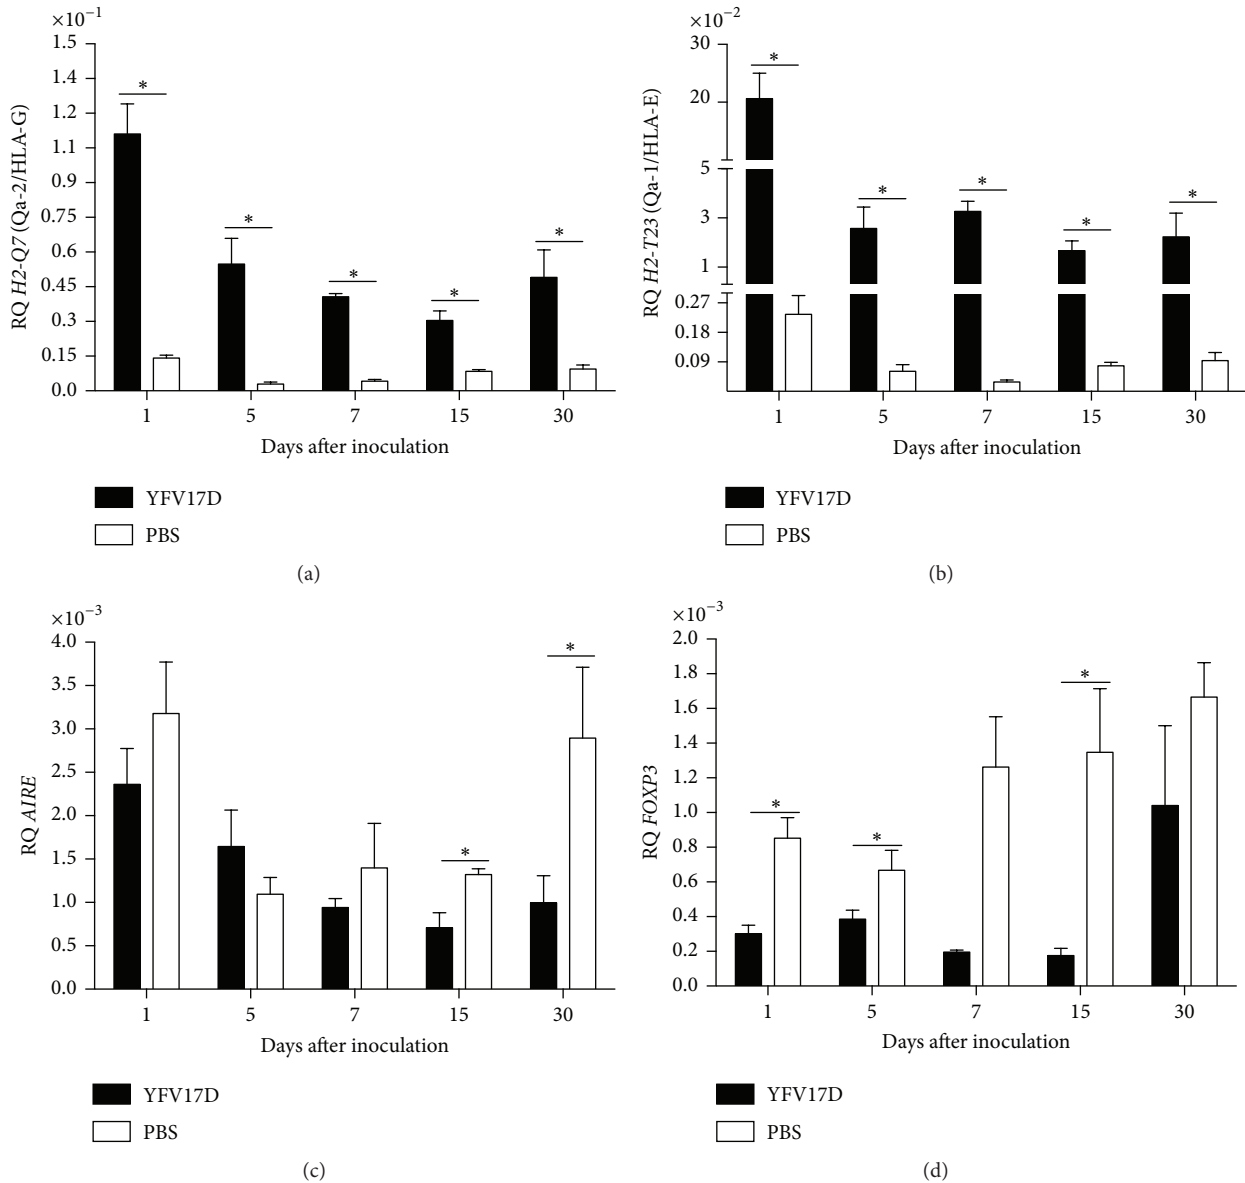 ×10⁻¹
1.5
1.4
1.2
1.1
0.9
0.75
0.6
0.45
0.3
0.15
0.0
RQ H2-Q7 (Qa-2/HLA-G)
* * * * *
1 5 7 15 30
Days after inoculation
YFV17D
PBS
(a)
×10⁻²
30
20
5
3
1
0.27
0.18
0.09
RQ H2-T23 (Qa-1/HLA-E)
* * * * *
1 5 7 15 30
Days after inoculation
YFV17D
PBS
(b)
×10⁻³
4.0
3.5
3.0
2.5
2.0
1.5
1.0
0.5
0.0
RQ AIRE
* *
1 5 7 15 30
Days after inoculation
YFV17D
PBS
(c)
×10⁻³
2.0
1.8
1.6
1.4
1.2
1.0
0.8
0.6
0.4
0.2
0.0
RQ FOXP3
* * *
1 5 7 15 30
Days after inoculation
YFV17D
PBS
(d)